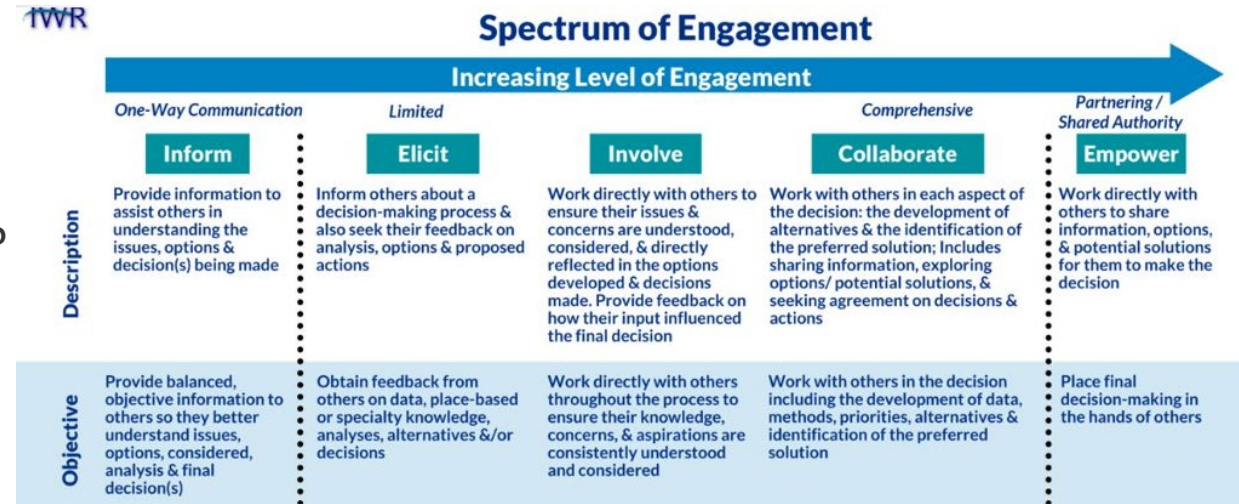 IWR
Spectrum of Engagement
Increasing Level of Engagement
One-Way Communication
Limited
Comprehensive
Partnering /
Shared Authority
Inform
Elicit
Involve
Collaborate
Empower
Description
Provide information to
assist others in
understanding the
issues, options &
decision(s) being made
Inform others about a
decision-making process &
also seek their feedback on
analysis, options & proposed
actions
Work directly with others to
ensure their issues &
concerns are understood,
considered, & directly
reflected in the options
developed & decisions
made. Provide feedback on
how their input influenced
the final decision
Work with others in each aspect of
the decision: the development of
alternatives & the identification of
the preferred solution; Includes
sharing information, exploring
options/ potential solutions, &
seeking agreement on decisions &
actions
Work directly with
others to share
information, options,
& potential solutions
for them to make the
decision
Objective
Provide balanced,
objective information to
others so they better
understand issues,
options, considered,
analysis & final
decision(s)
Obtain feedback from
others on data, place-based
or specialty knowledge,
analyses, alternatives &/or
decisions
Work directly with others
throughout the process to
ensure their knowledge,
concerns, & aspirations are
consistently understood
and considered
Work with others in the decision
including the development of data,
methods, priorities, alternatives &
identification of the preferred
solution
Place final
decision-making in
the hands of others